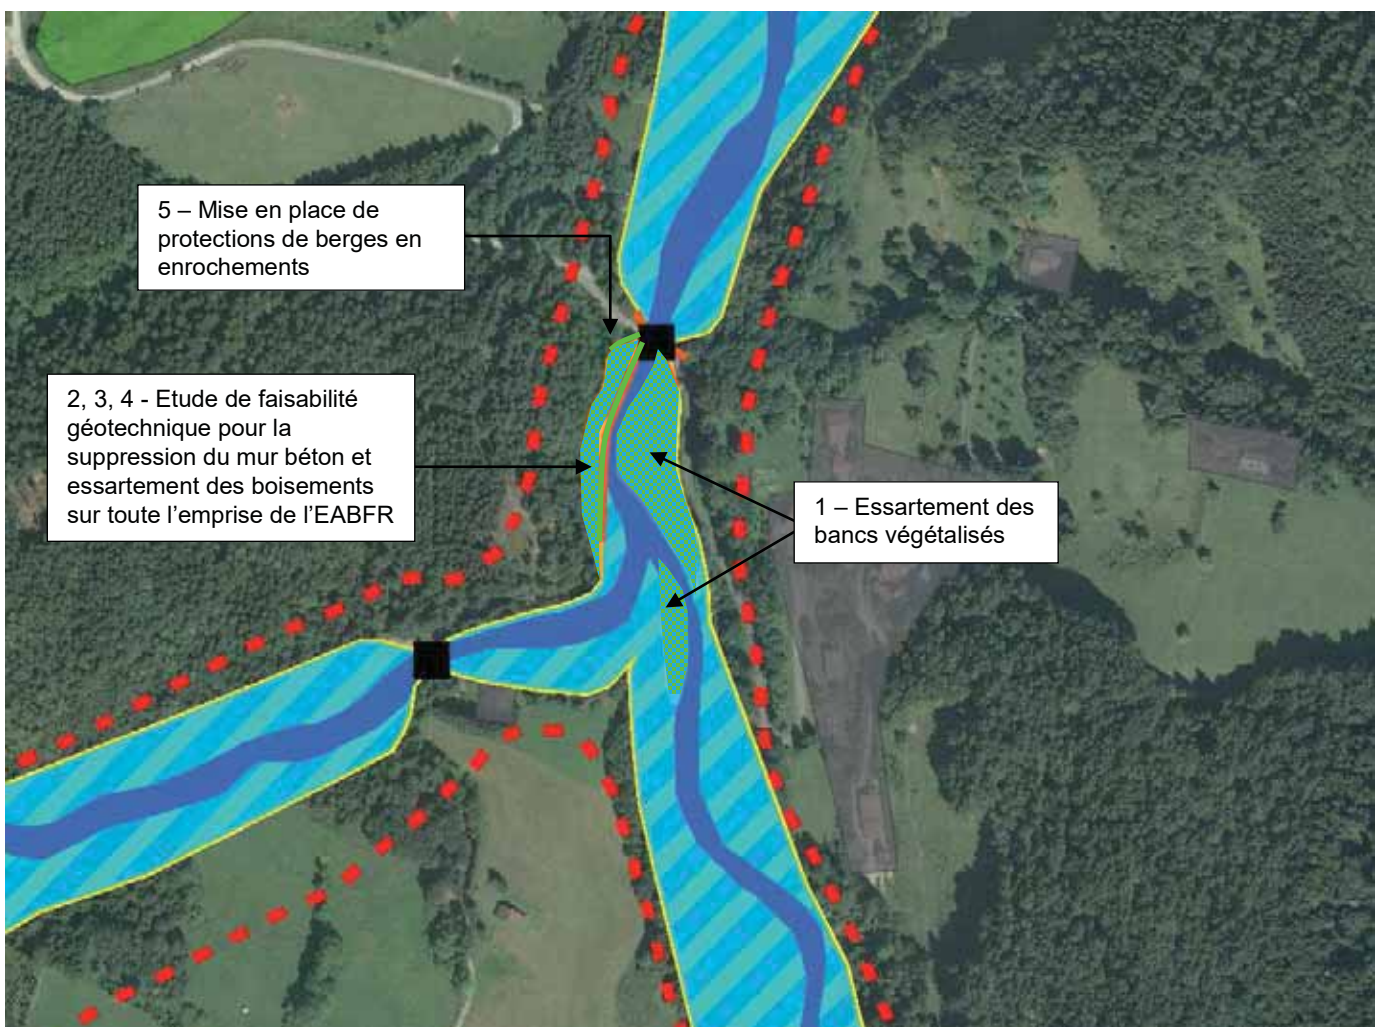 5 – Mise en place de
protections de berges en
enrochements
2, 3, 4 - Etude de faisabilité
géotechnique pour la
suppression du mur béton et
essartement des boisements
sur toute l’emprise de l’EABFR
1 – Essartement des
bancs végétalisés